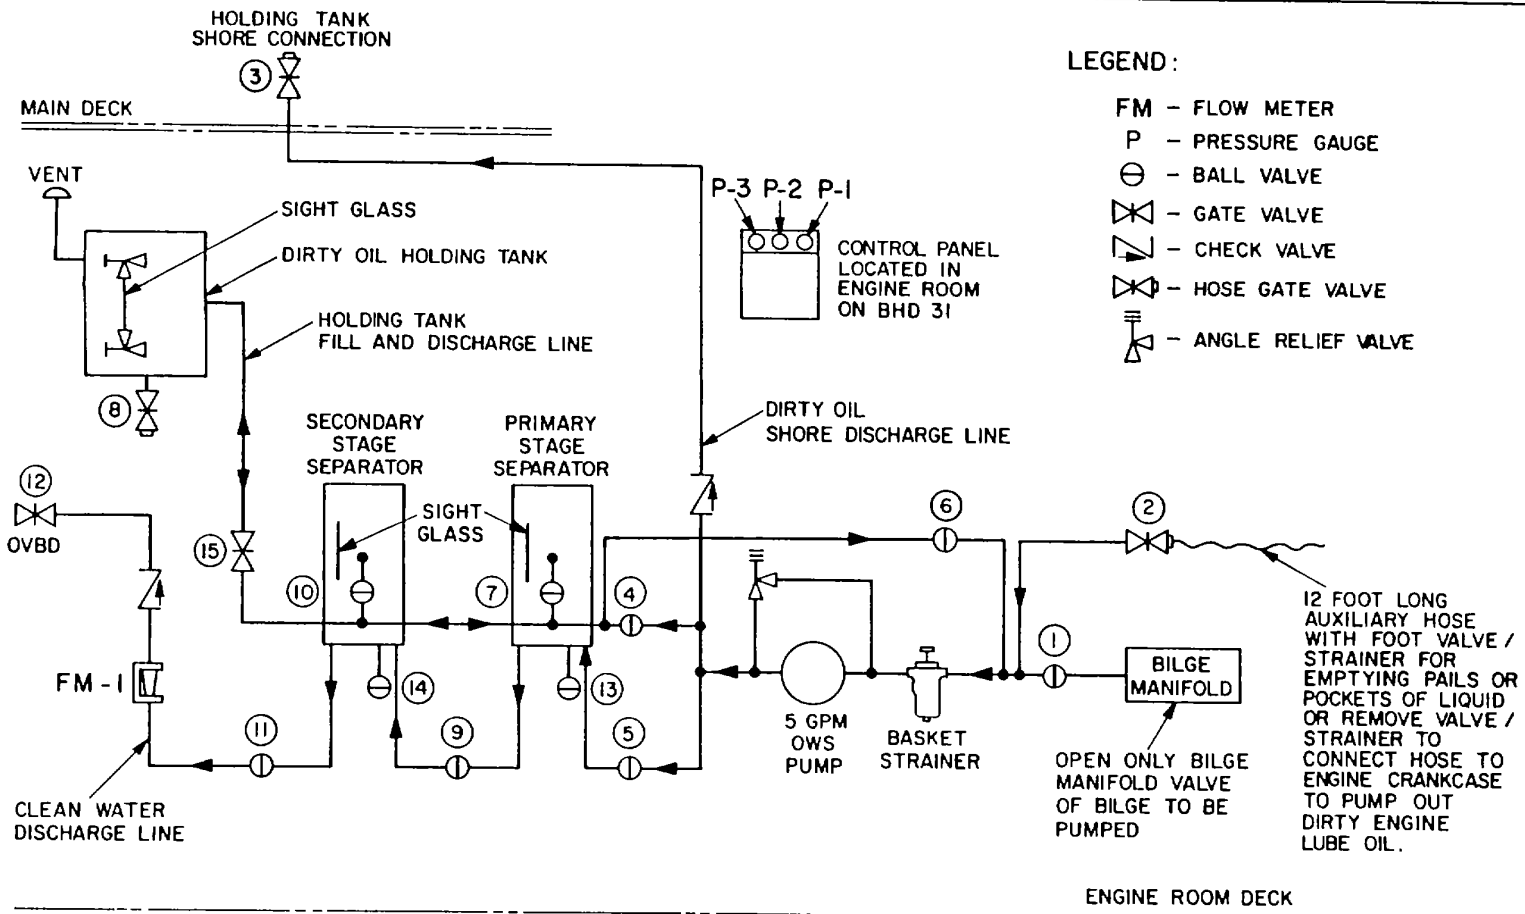 HOLDING TANK
SHORE CONNECTION
3
MAIN DECK
VENT
SIGHT GLASS
DIRTY OIL HOLDING TANK
HOLDING TANK
FILL AND DISCHARGE LINE
8
P-3 P-2 P-1
CONTROL PANEL
LOCATED IN
ENGINE ROOM
ON BHD 31
LEGEND:
FM - FLOW METER
P - PRESSURE GAUGE
- BALL VALVE
- GATE VALVE
- CHECK VALVE
- HOSE GATE VALVE
- ANGLE RELIEF VALVE
SECONDARY
STAGE
SEPARATOR
PRIMARY
STAGE
SEPARATOR
DIRTY OIL
SHORE DISCHARGE LINE
12
OVBD
15
SIGHT
GLASS
10
7
4
6
2
1
BILGE
MANIFOLD
FM-1
14
13
11
9
5
5 GPM
OWS
PUMP
BASKET
STRAINER
OPEN ONLY BILGE
MANIFOLD VALVE
OF BILGE TO BE
PUMPED
12 FOOT LONG
AUXILIARY HOSE
WITH FOOT VALVE/
STRAINER FOR
EMPTYING PAILS OR
POCKETS OF LIQUID
OR REMOVE VALVE/
STRAINER TO
CONNECT HOSE TO
ENGINE CRANKCASE
TO PUMP OUT
DIRTY ENGINE
LUBE OIL.
CLEAN WATER
DISCHARGE LINE
ENGINE ROOM DECK